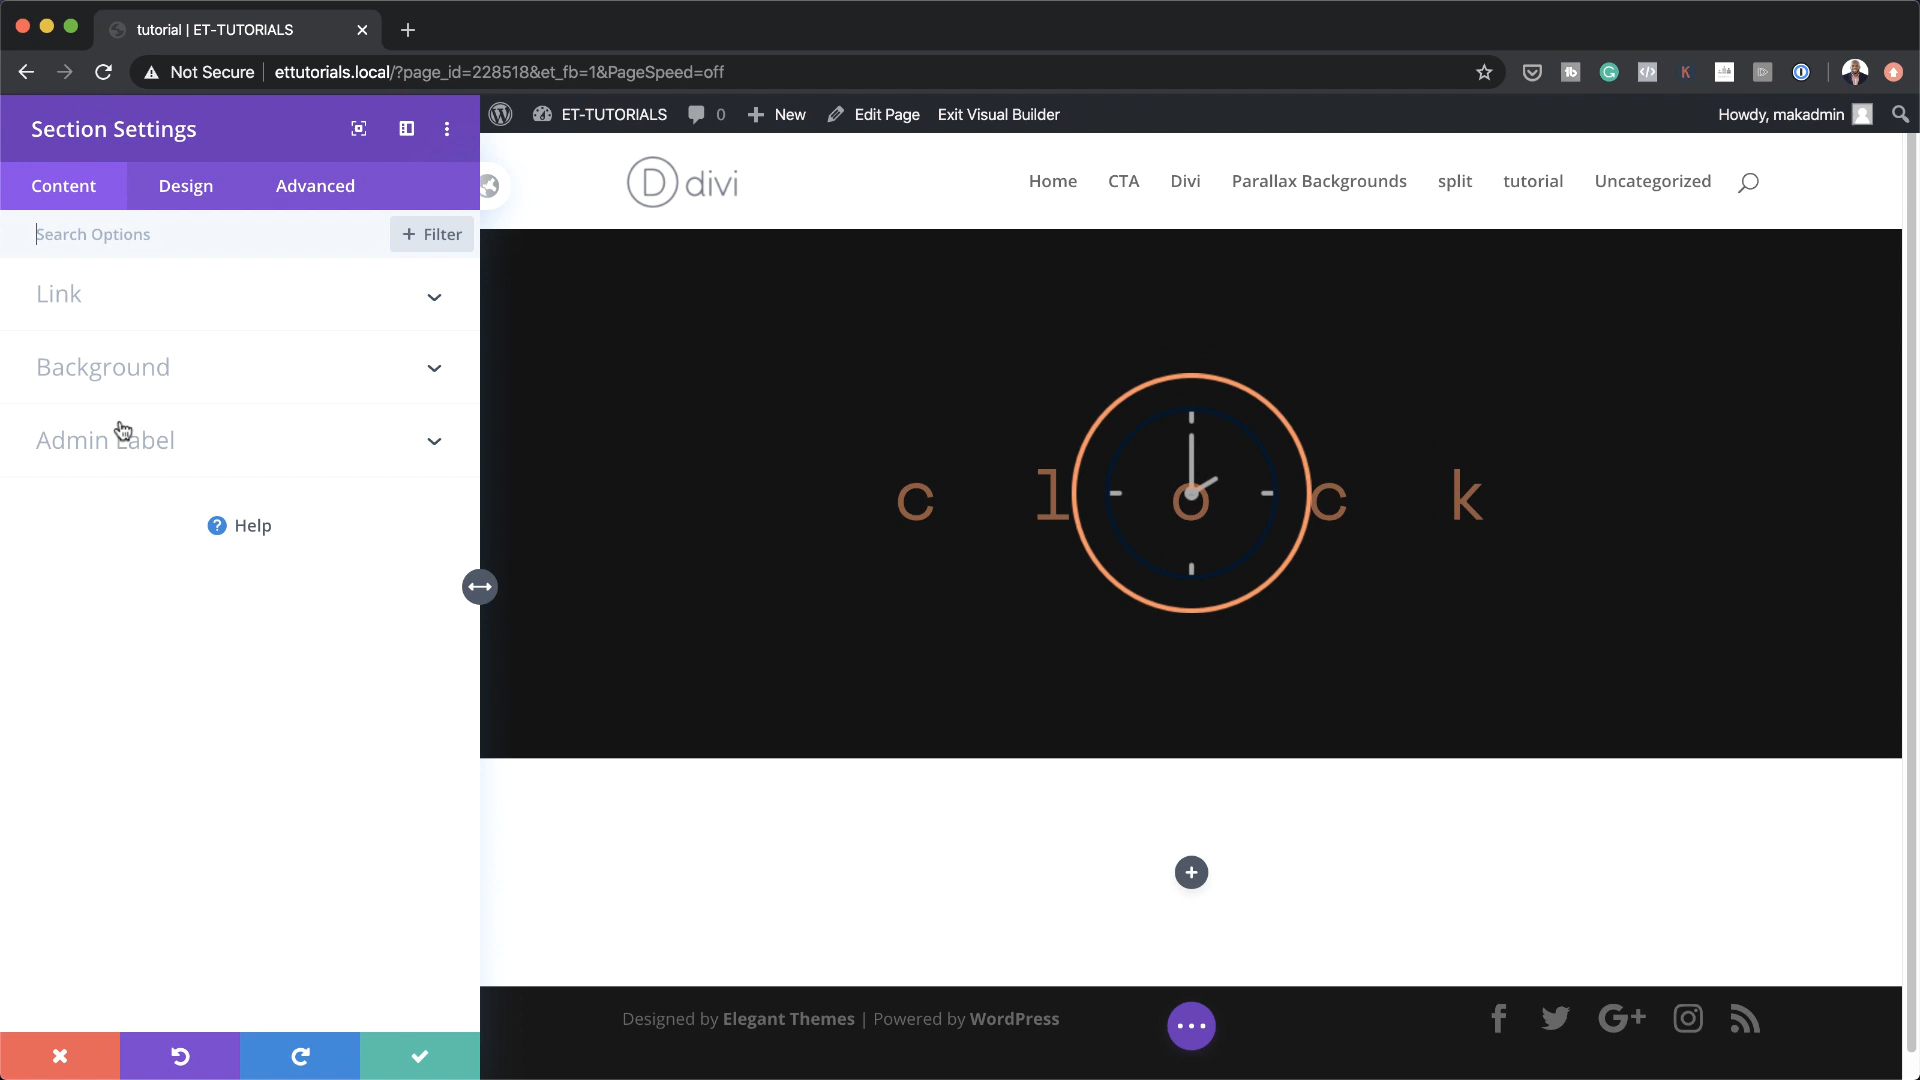 tutorial | ET-TUTORIALS
Not Secure
ettutorials.local/?page_id=228518&et_fb=1&PageSpeed=off
Section Settings
ET-TUTORIALS
0
New
Edit Page
Exit Visual Builder
Howdy, makadmin
Content
Design
Advanced
D divi
Home
CTA
Divi
Parallax Backgrounds
split
tutorial
Uncategorized
Search Options
+ Filter
Link
Background
Admin Label
? Help
c l o c k
Designed by Elegant Themes | Powered by WordPress